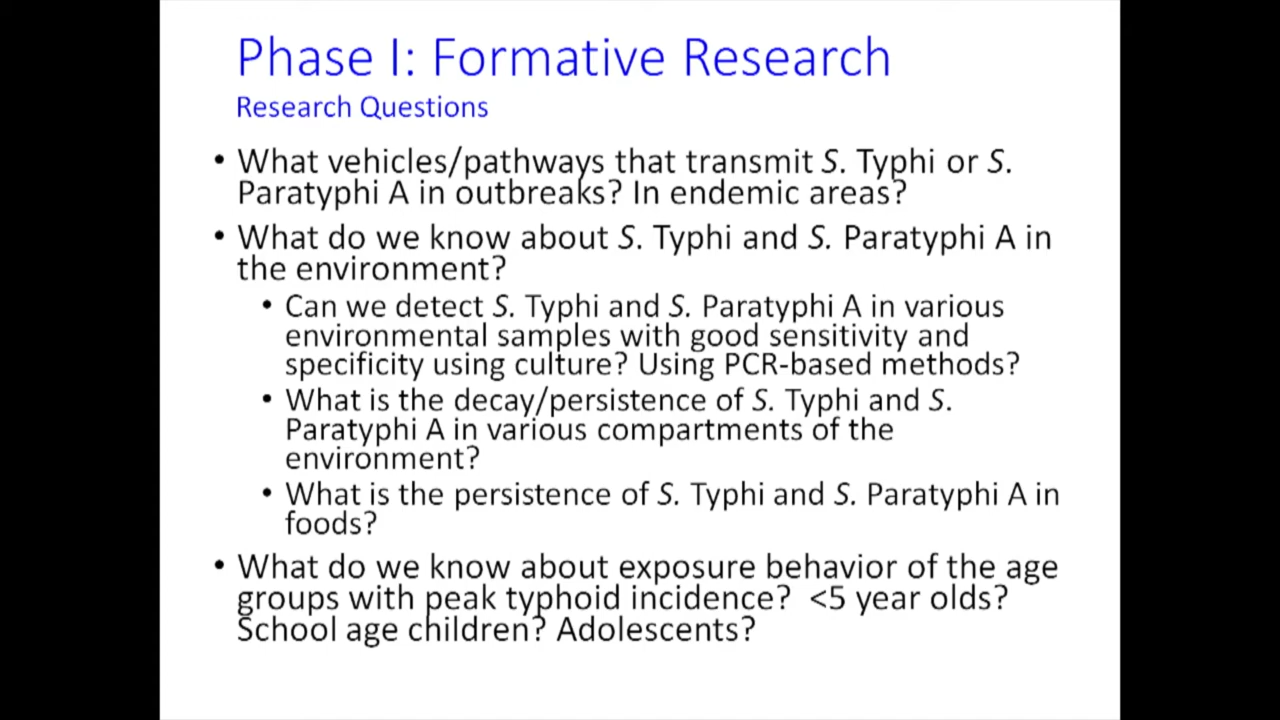 Phase I: Formative Research
Research Questions
• What vehicles/pathways that transmit S. Typhi or S.
Paratyphi A in outbreaks? In endemic areas?
• What do we know about S. Typhi and S. Paratyphi A in
the environment?
• Can we detect S. Typhi and S. Paratyphi A in various
environmental samples with good sensitivity and
specificity using culture? Using PCR-based methods?
• What is the decay/persistence of S. Typhi and S.
Paratyphi A in various compartments of the
environment?
• What is the persistence of S. Typhi and S. Paratyphi A in
foods?
• What do we know about exposure behavior of the age
groups with peak typhoid incidence?  <5 year olds?
School age children? Adolescents?